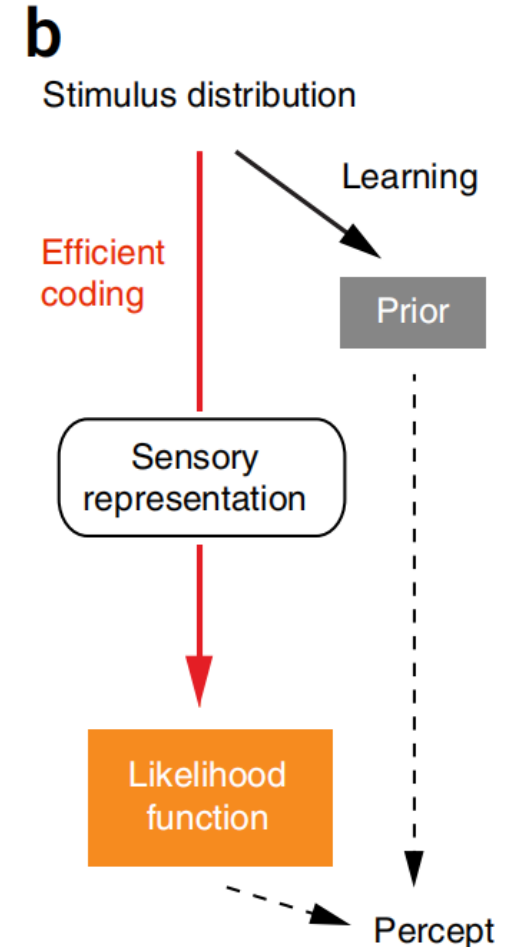 b
Stimulus distribution
Learning
Efficient
coding
Prior
Sensory
representation
Likelihood
function
Percept